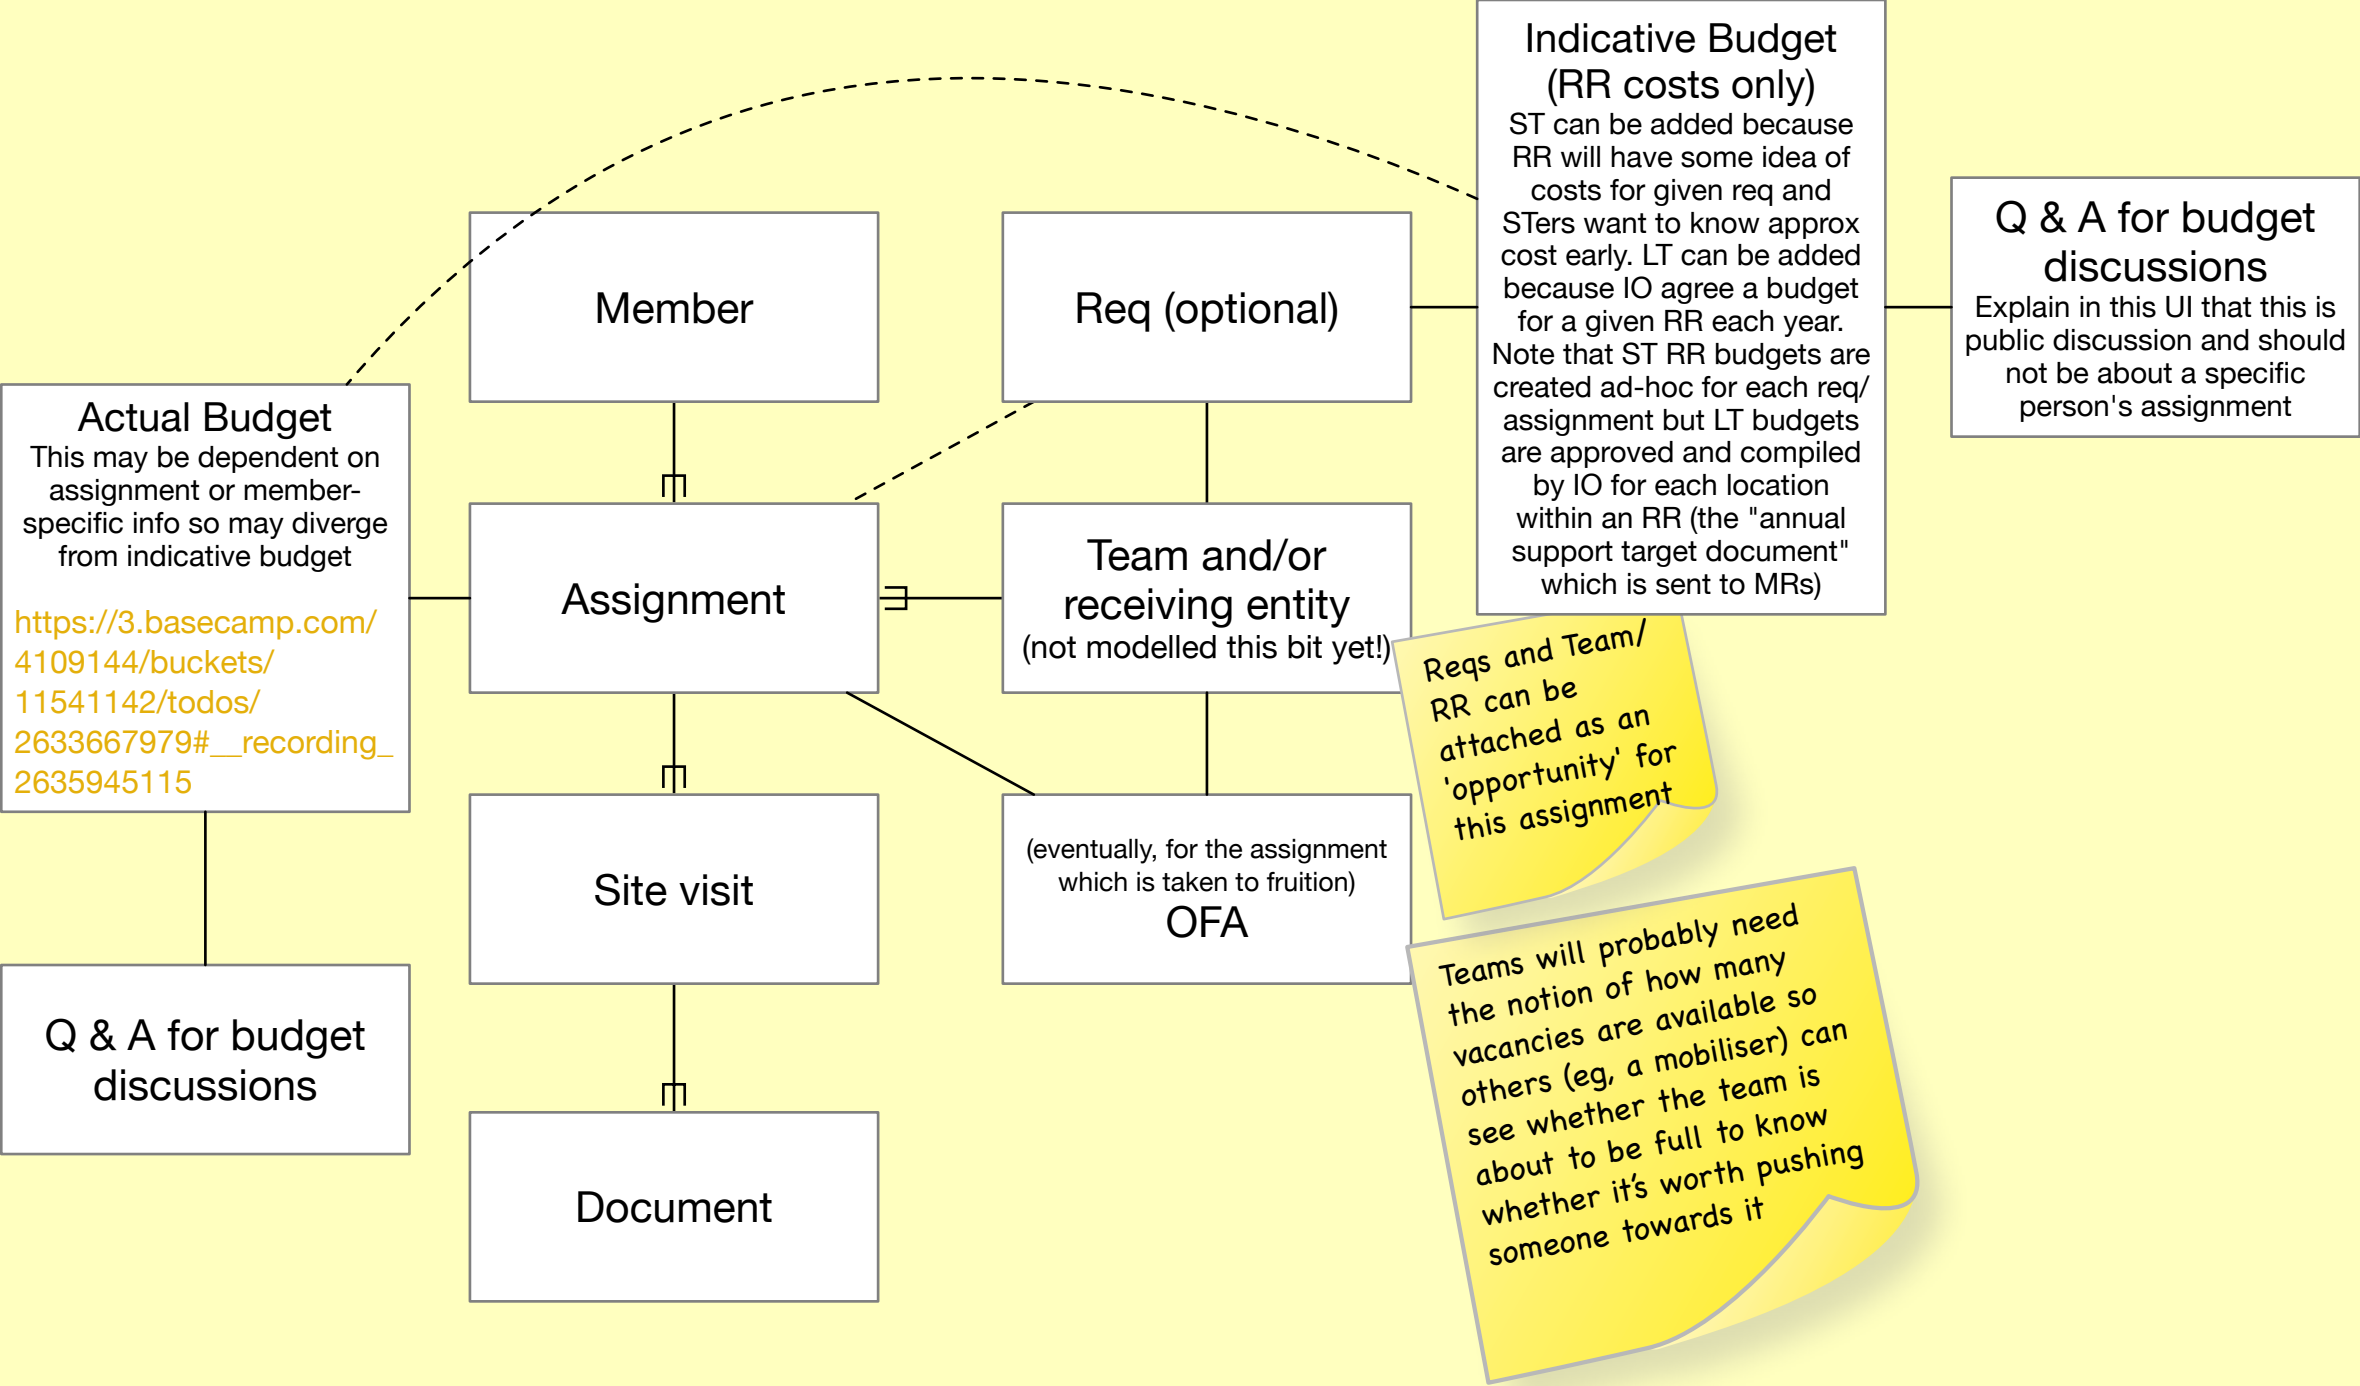 Indicative Budget
(RR costs only)
ST can be added because
RR will have some idea of
costs for given req and
STers want to know approx
cost early. LT can be added
because IO agree a budget
for a given RR each year.
Note that ST RR budgets are
created ad-hoc for each req/
assignment but LT budgets
are approved and compiled
by IO for each location
within an RR (the "annual
support target document"
which is sent to MRs)
Q & A for budget
discussions
Explain in this UI that this is
public discussion and should
not be about a specific
person's assignment
Member
Req (optional)
Actual Budget
This may be dependent on
assignment or member-
specific info so may diverge
from indicative budget
https://3.basecamp.com/
4109144/buckets/
11541142/todos/
2633667979#__recording_
2635945115
Assignment
Team and/or
receiving entity
(not modelled this bit yet!)
Reqs and Team/
RR can be
attached as an
'opportunity' for
this assignment
Site visit
(eventually, for the assignment
which is taken to fruition)
OFA
Teams will probably need
the notion of how many
vacancies are available so
others (eg, a mobiliser) can
see whether the team is
about to be full to know
whether it's worth pushing
someone towards it
Q & A for budget
discussions
Document